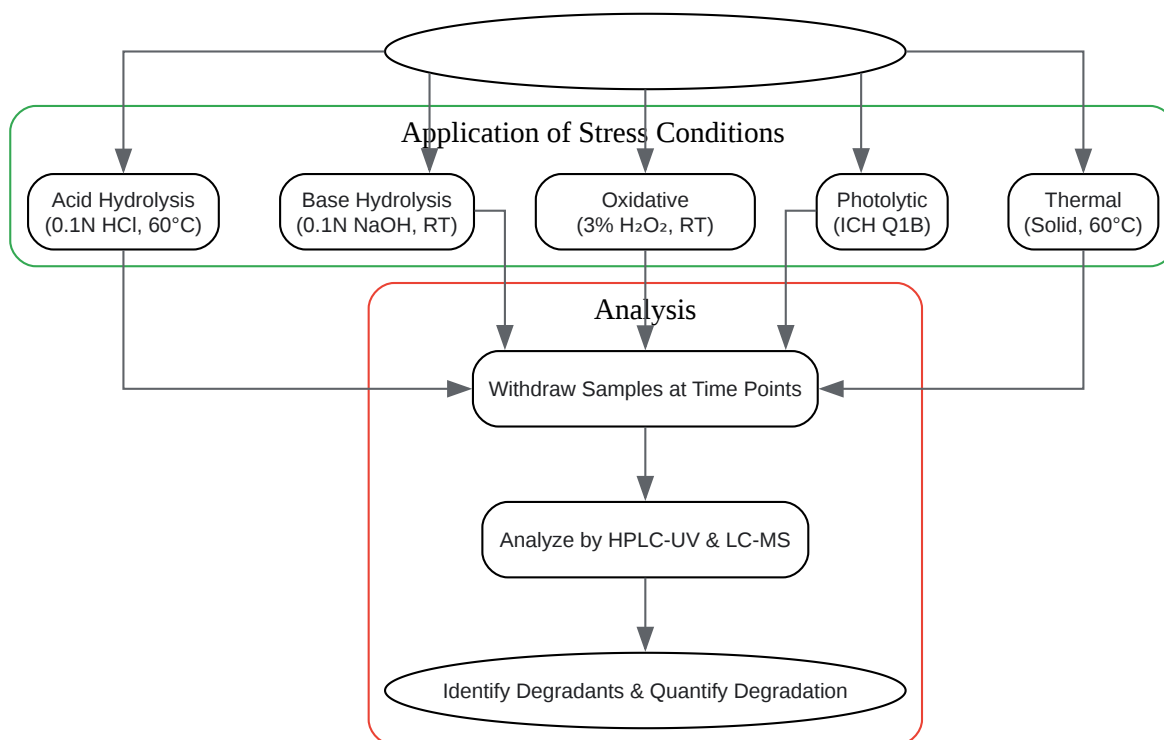 Application of Stress Conditions
Acid Hydrolysis
(0.1N HCl, 60°C)
Base Hydrolysis
(0.1N NaOH, RT)
Oxidative
(3% H₂O₂, RT)
Photolytic
(ICH Q1B)
Thermal
(Solid, 60°C)
Analysis
Withdraw Samples at Time Points
Analyze by HPLC-UV & LC-MS
Identify Degradants & Quantify Degradation